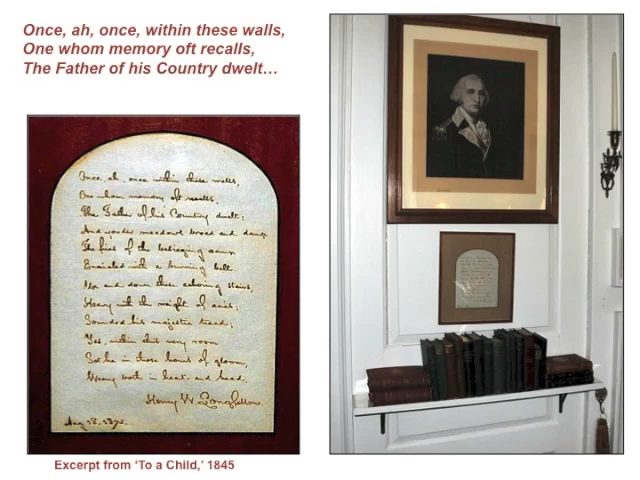 Once, ah, once, within these walls,
One whom memory oft recalls,
The Father of his Country dwelt…
Once ah, once within these walls,
One whom memory oft recalls,
The Father of his Country dwelt;
And yonder meadows broad and damp
The fires of the besieging camp
Encircled with a burning belt.
Up and down these echoing stairs,
Heavy with the weight of cares,
Sounded his majestic tread;
Yes, within this very room
Sat he in those hours of gloom,
Weary both in heart and head.
Henry W. Longfellow
Aug 1875.
Excerpt from ‘To a Child,’ 1845